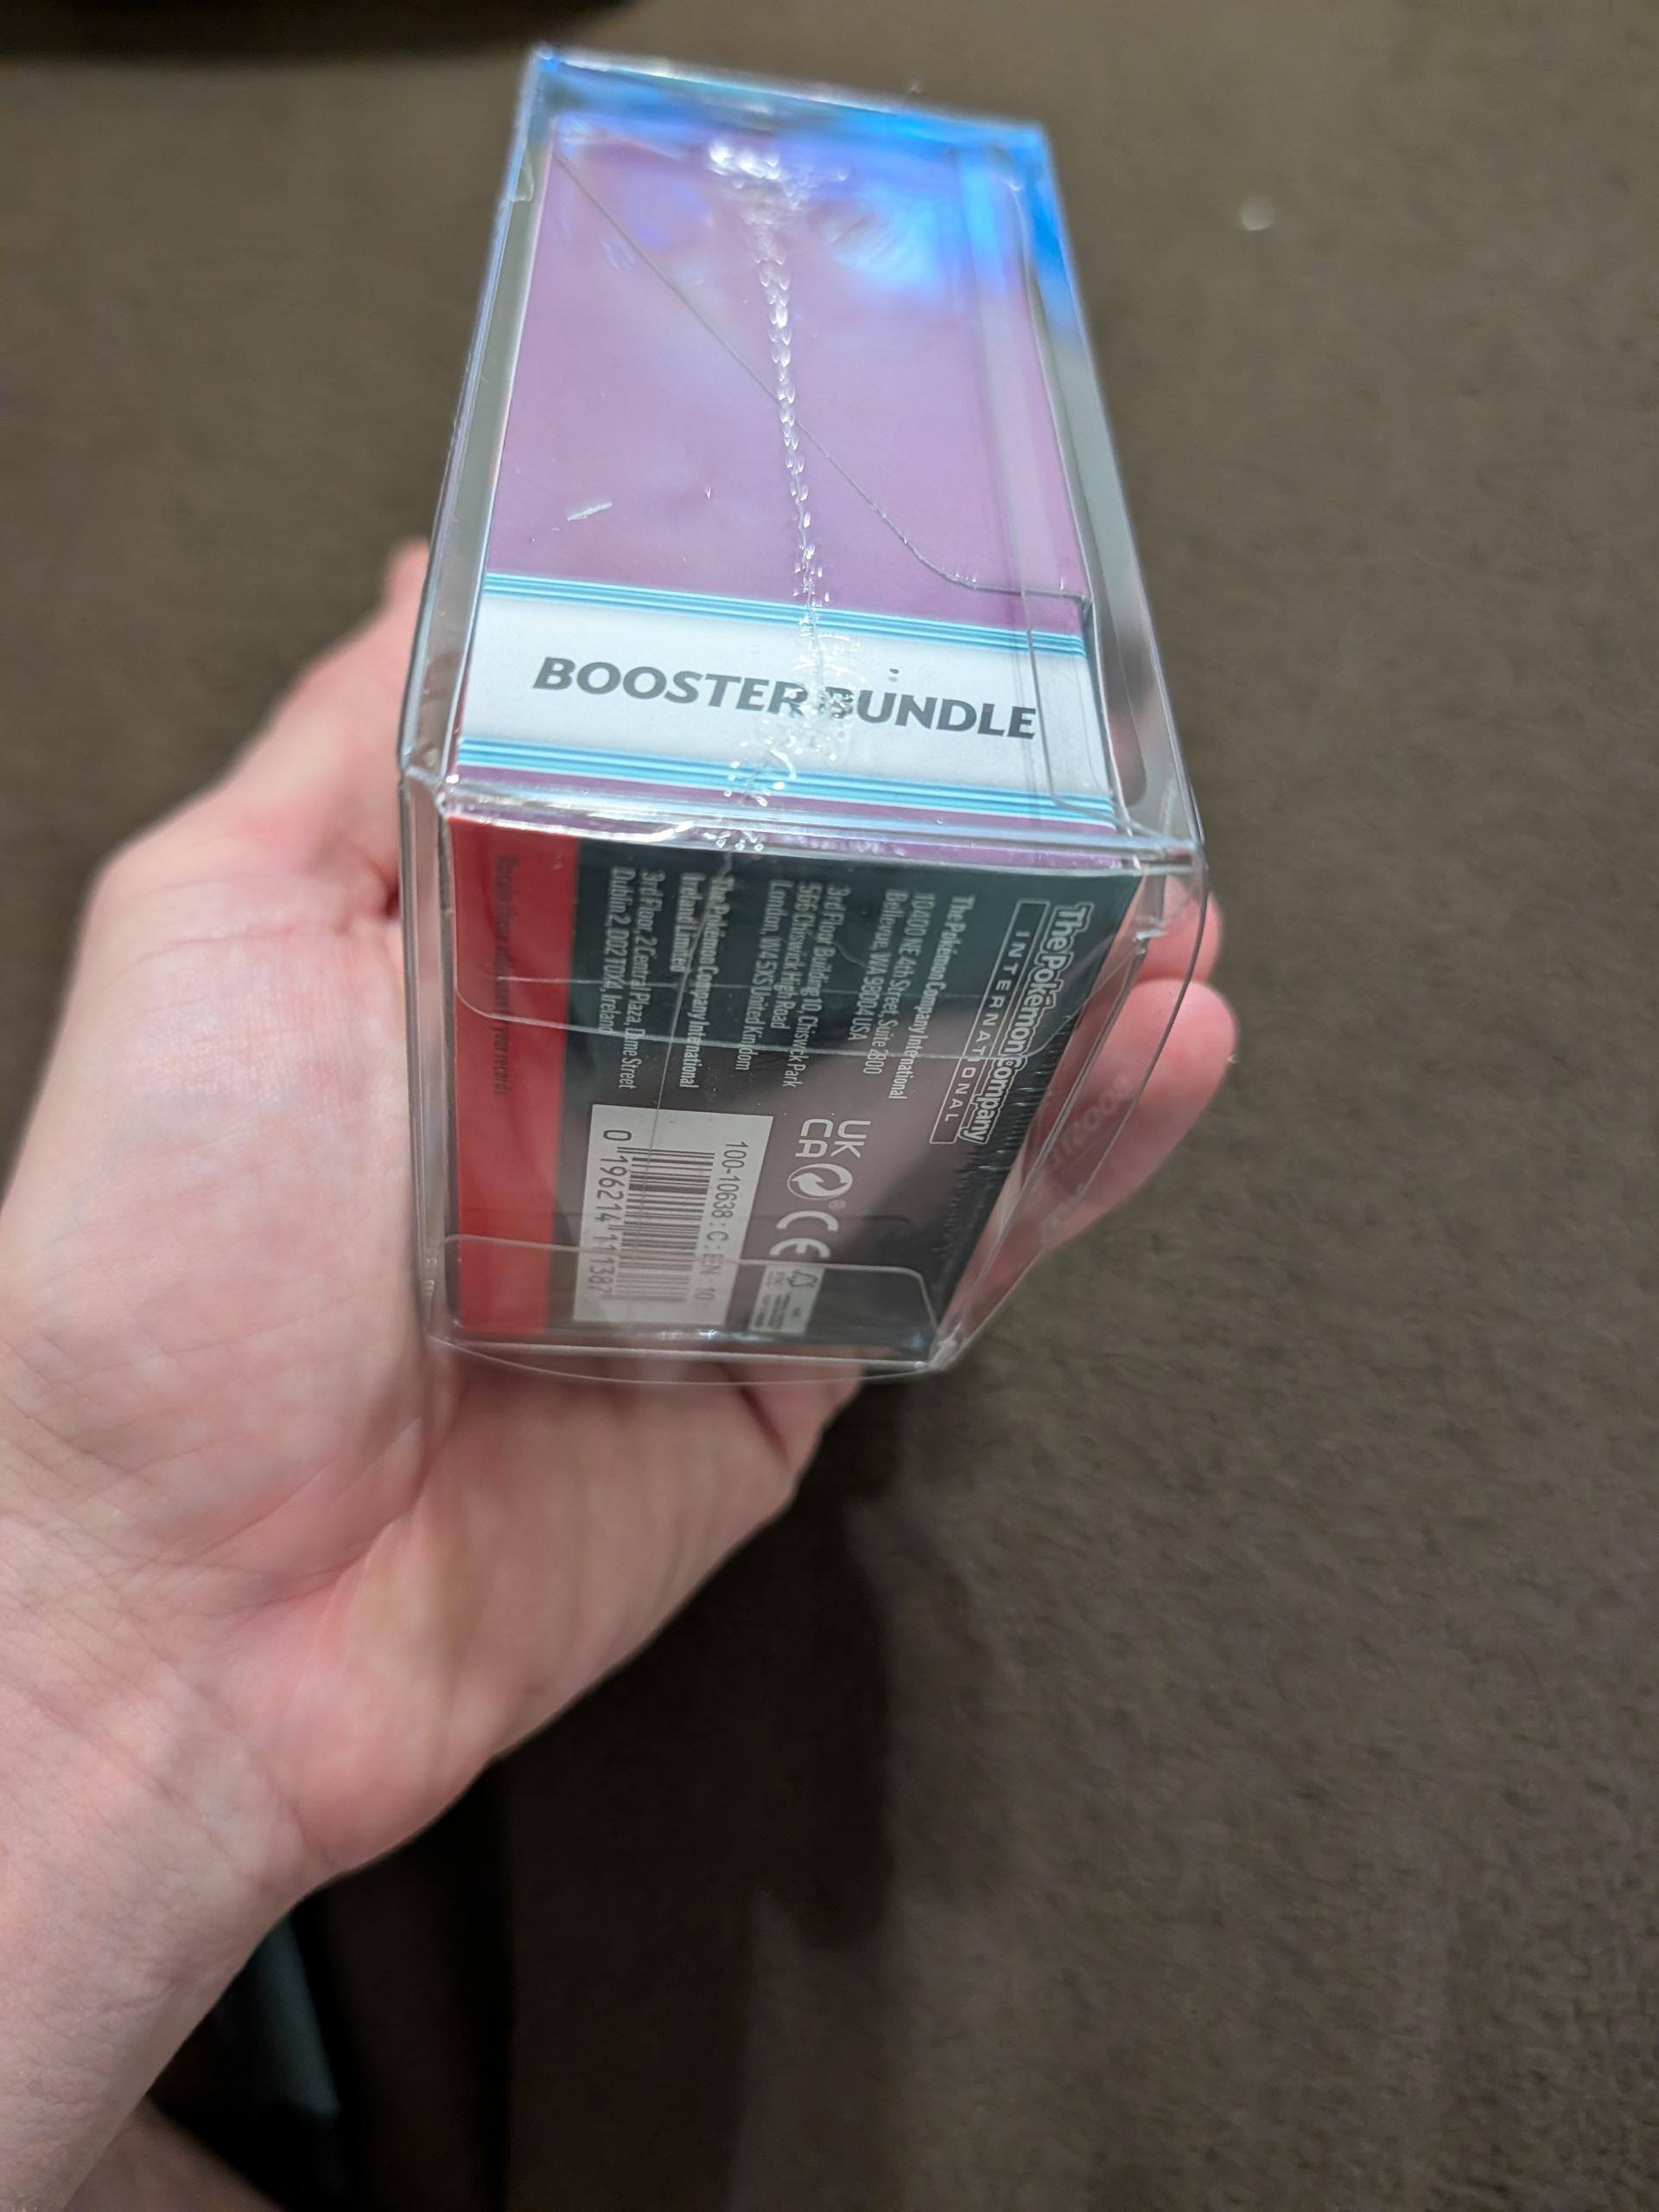 BOOSTER BUNDLE
The Pokémon Company
INTERNATIONAL
The Pokémon Company International
10400 NE 4th Street, Suite 2800
Bellevue, WA 98004 USA
3rd Floor Building 10, Chiswick Park
566 Chiswick High Road
London, W4 5XS United Kingdom
The Pokémon Company International
Ireland Limited
3rd Floor, 2 Central Plaza, Dame Street
Dublin 2, D02 T0X4, Ireland
UK
CA
CE
100-10638 : C : EN : 10
0 196214 111387